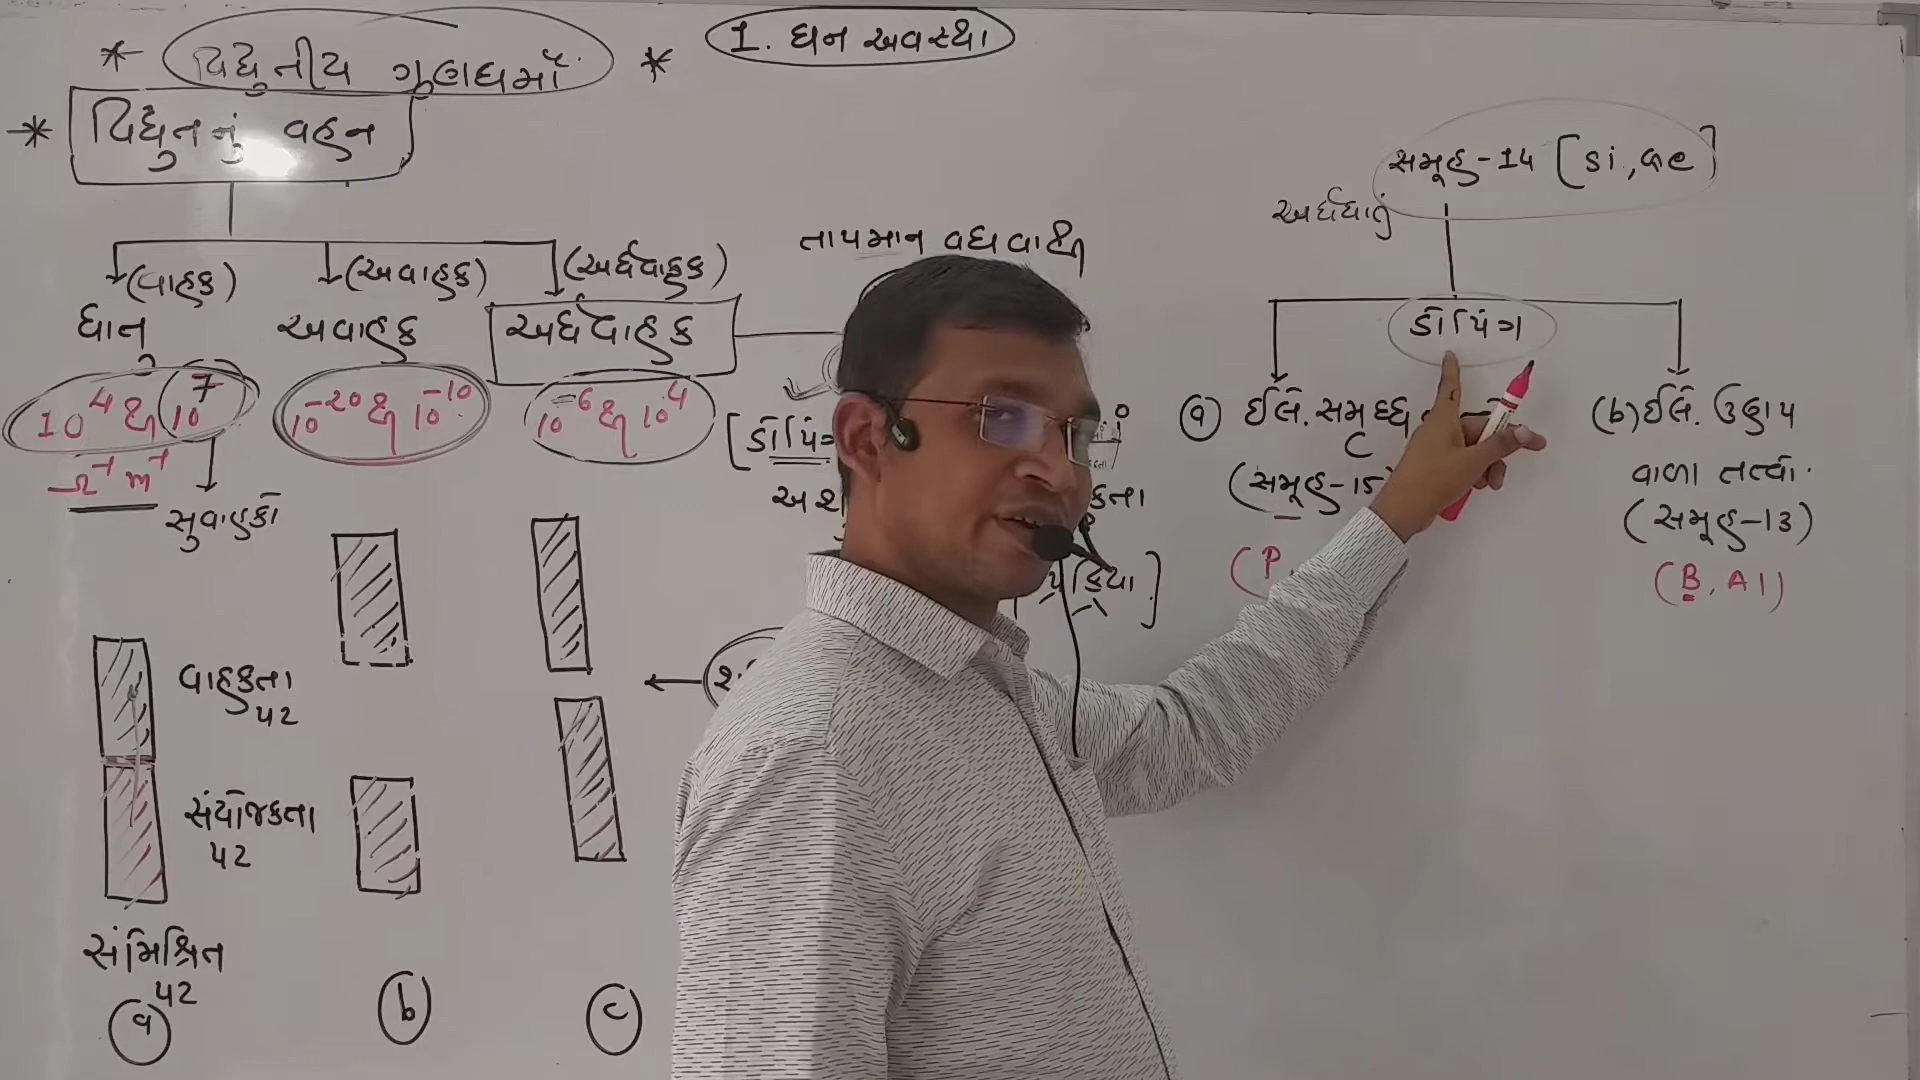 * વિદ્યુતીય ગુણધર્મો *
1. ઘન અવસ્થા
* વિદ્યુતનું વહન
(વાહક)
(અવાહક)
(અર્ધવાહક)
ધાતુ
અવાહક
અર્ધવાહક
10⁴ થી 10⁷
10⁻²⁰ થી 10⁻¹⁰
10⁻⁶ થી 10⁴
Ω⁻¹ m⁻¹
સુવાહકો
વાહકતા
પટ
સંયોજકતા
પટ
સંમિશ્રિત
પટ
a
b
c
તાપમાન વધવાથી
[ડોપિંગ
સમૂહ-14 [Si, Ge]
અર્ધધાતુ
ડોપિંગ
(a) ઈલે. સમૃદ્ધ
(સમૂહ-15
(P,
(b) ઈલે. ઉણપ
વાળા તત્વો.
(સમૂહ-13)
(B, Al)